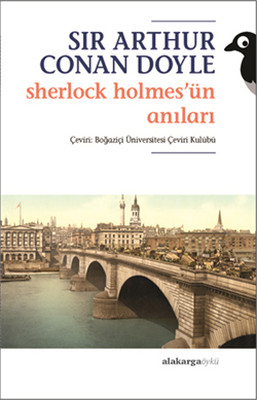 SIR ARTHUR
CONAN DOYLE
sherlock holmes'ün
anıları
Çeviri: Boğaziçi Üniversitesi Çeviri Kulübü
alakargaöykü